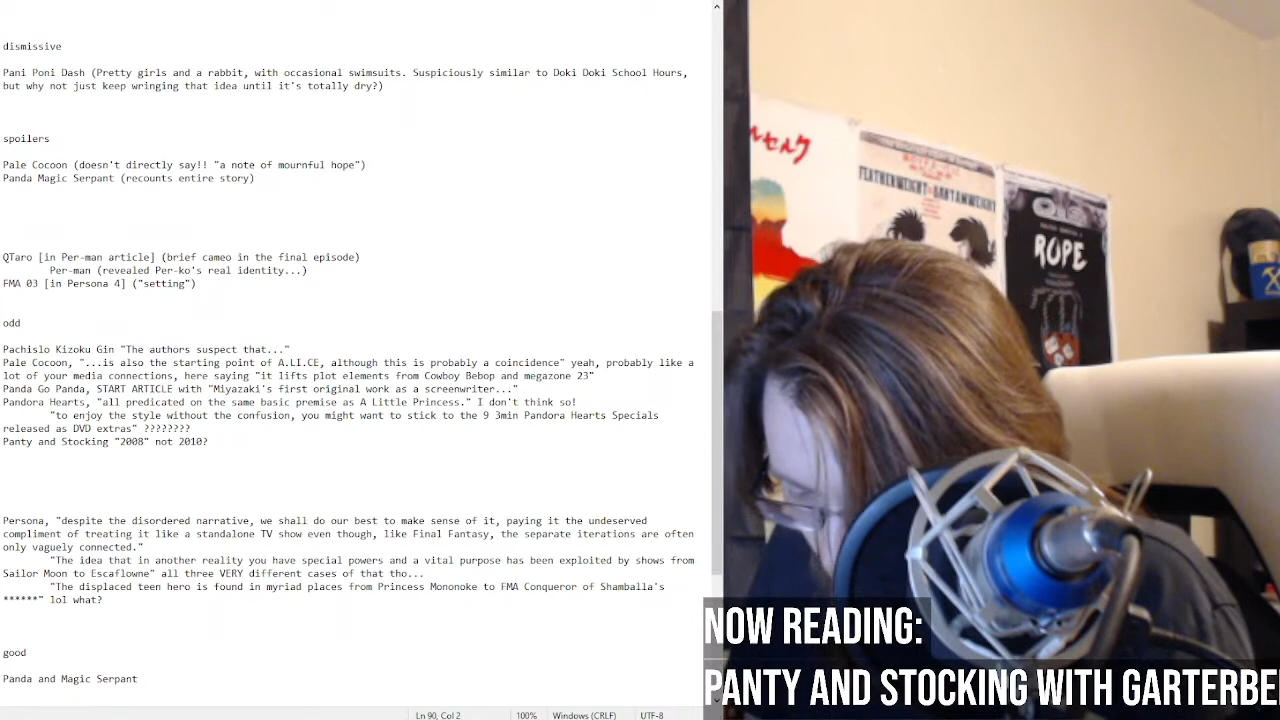 dismissive
Pani Poni Dash (Pretty girls and a rabbit, with occasional swimsuits. Suspiciously similar to Doki Doki School Hours,
but why not just keep wringing that idea until it's totally dry?)
spoilers
Pale Cocoon (doesn't directly say!! "a note of mournful hope")
Panda Magic Serpant (recounts entire story)
QTaro [in Per-man article] (brief cameo in the final episode)
Per-man (revealed Per-ko's real identity...)
FMA 03 [in Persona 4] ("setting")
odd
Pachislo Kizoku Gin "The authors suspect that..."
Pale Cocoon, "...is also the starting point of A.LI.CE, although this is probably a coincidence" yeah, probably like a
lot of your media connections, here saying "it lifts plot elements from Cowboy Bebop and megazone 23"
Panda Go Panda, START ARTICLE with "Miyazaki's first original work as a screenwriter..."
Pandora Hearts, "all predicated on the same basic premise as A Little Princess." I don't think so!
"to enjoy the style without the confusion, you might want to stick to the 9 3min Pandora Hearts Specials
released as DVD extras" ????????
Panty and Stocking "2008" not 2010?
Persona, "despite the disordered narrative, we shall do our best to make sense of it, paying it the undeserved
compliment of treating it like a standalone TV show even though, like Final Fantasy, the separate iterations are often
only vaguely connected."
"The idea that in another reality you have special powers and a vital purpose has been exploited by shows from
Sailor Moon to Escaflowne" all three VERY different cases of that tho...
"The displaced teen hero is found in myriad places from Princess Mononoke to FMA Conqueror of Shamballa's
******" lol what?
good
Panda and Magic Serpant
Ln 90, Col 2
100%
Windows (CRLF)
UTF-8
ルセルク
FEATHERWEIGHT
BANTAMWEIGHT
ROPE
NOW READING:
PANTY AND STOCKING WITH GARTERBE